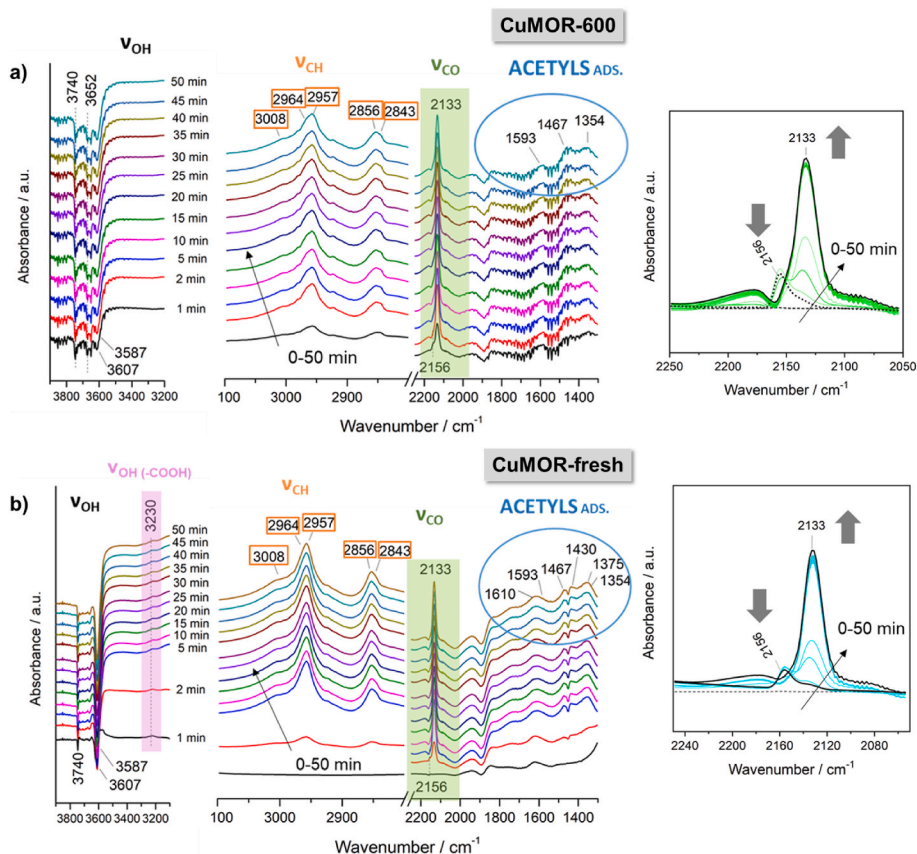 CuMOR-600
a)
νOH
3740
3652
50 min
45 min
40 min
35 min
30 min
25 min
20 min
15 min
10 min
5 min
2 min
1 min
3587
3607
Absorbance / a.u.
3900 3600 3300
νCH
3008
2964
2957
2856
2843
0-50 min
νCO
2133
2156
ACETYLS ADS.
1593
1467
1354
100 3000 2900 2200 2000 1800 1600 1400
Wavenumber / cm-1
Absorbance / a.u.
2133
2156
0-50 min
2250 2200 2150 2100 2050
Wavenumber / cm-1
CuMOR-fresh
b)
νOH (-COOH)
νOH
3230
50 min
45 min
40 min
35 min
30 min
25 min
20 min
15 min
10 min
5 min
2 min
1 min
3740
3587
3607
Absorbance / a.u.
3900 3600 3300
νCH
3008
2964
2957
2856
2843
0-50 min
νCO
2133
2156
ACETYLS ADS.
1610
1593
1467
1430
1375
1354
100 3000 2900 2200 2000 1800 1600 1400
Wavenumber / cm-1
Absorbance / a.u.
2133
2156
0-50 min
2240 2200 2160 2120 2080
Wavenumber / cm-1